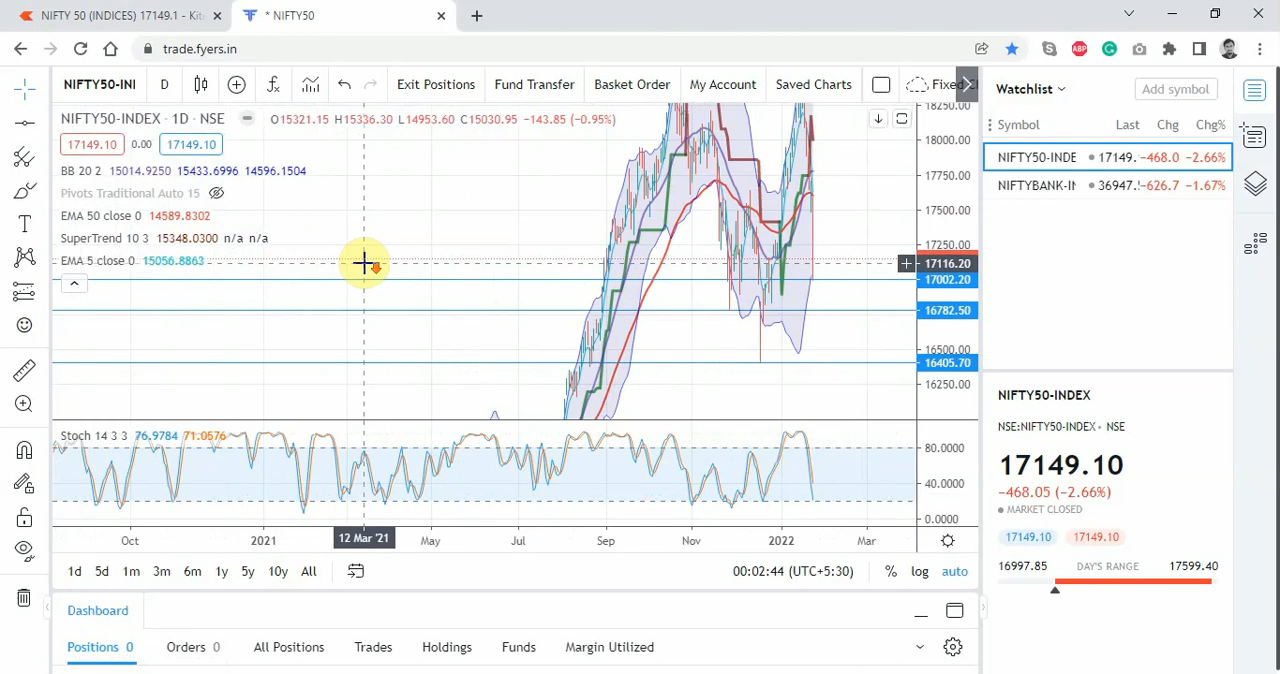 NIFTY 50 (INDICES) 17149.1 - Kit
* NIFTY50
trade.fyers.in
ABP
NIFTY50-INI D Exit Positions Fund Transfer Basket Order My Account Saved Charts Fixed
NIFTY50-INDEX · 1D · NSE O15321.15 H15336.30 L14953.60 C15030.95 −143.85 (−0.95%)
17149.10 0.00 17149.10
BB 20 2 15014.9250 15433.6996 14596.1504
Pivots Traditional Auto 15
EMA 50 close 0 14589.8302
SuperTrend 10 3 15348.0300 n/a n/a
EMA 5 close 0 15056.8863
18250.00
18000.00
17750.00
17500.00
17250.00
17116.20
17002.20
16782.50
16500.00
16405.70
16250.00
Stoch 14 3 3 76.9784 71.0576
80.0000
40.0000
0.0000
Oct 2021 12 Mar '21 May Jul Sep Nov 2022 Mar
1d 5d 1m 3m 6m 1y 5y 10y All 00:02:44 (UTC+5:30) % log auto
Dashboard
Positions 0 Orders 0 All Positions Trades Holdings Funds Margin Utilized
Watchlist Add symbol
Symbol Last Chg Chg%
NIFTY50-INDE 17149. -468.0 -2.66%
NIFTYBANK-IN 36947. -626.7 -1.67%
NIFTY50-INDEX
NSE:NIFTY50-INDEX • NSE
17149.10
-468.05 (-2.66%)
MARKET CLOSED
17149.10 17149.10
16997.85 DAY'S RANGE 17599.40